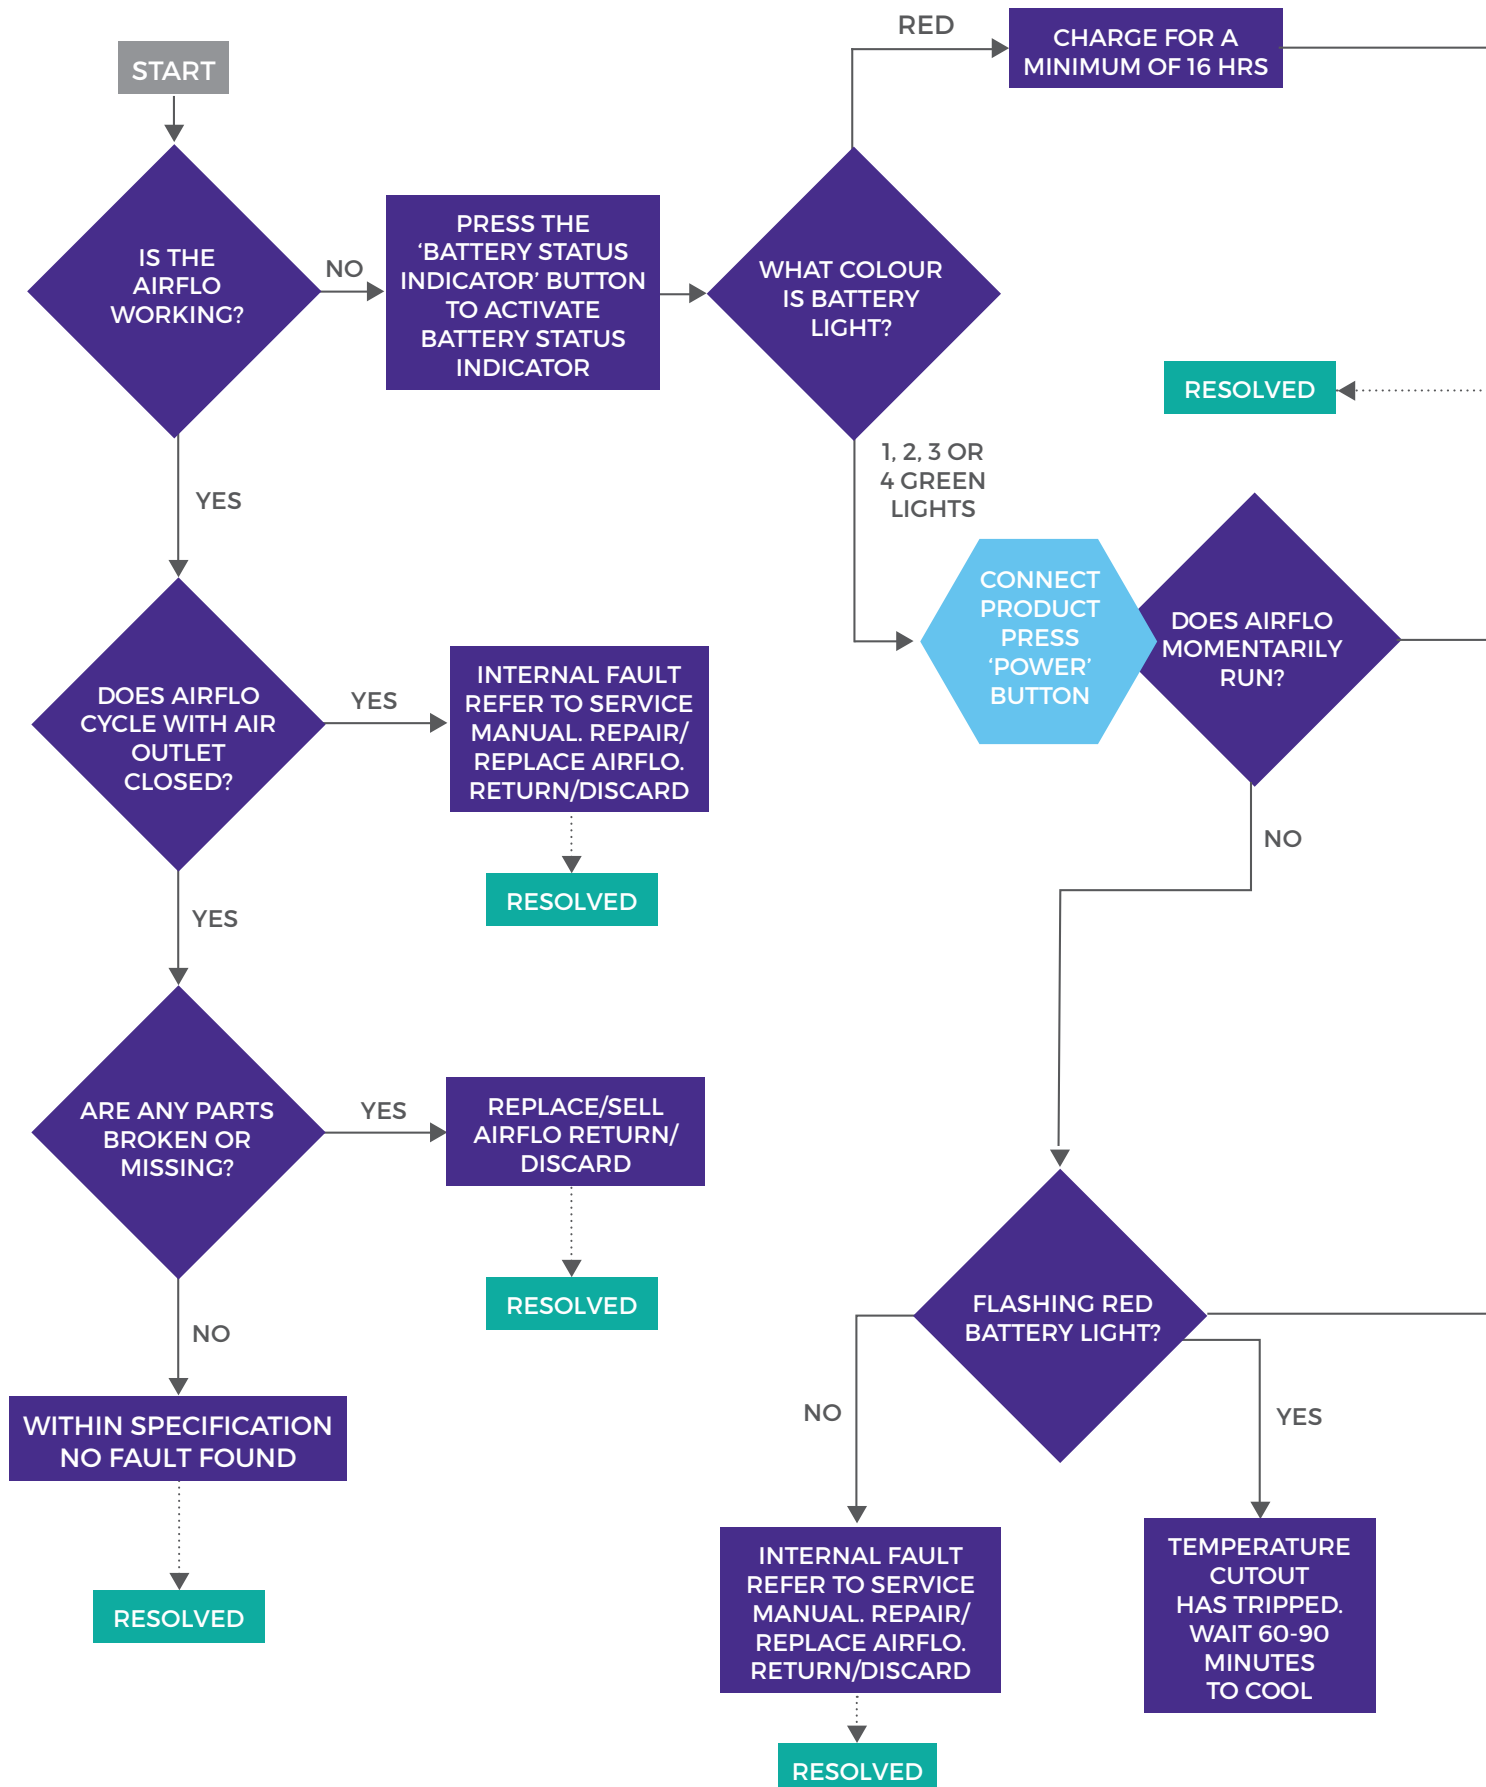 START
RED
CHARGE FOR A
MINIMUM OF 16 HRS
IS THE
AIRFLO
WORKING?
NO
PRESS THE
‘BATTERY STATUS
INDICATOR’ BUTTON
TO ACTIVATE
BATTERY STATUS
INDICATOR
WHAT COLOUR
IS BATTERY
LIGHT?
RESOLVED
1, 2, 3 OR
4 GREEN
LIGHTS
YES
CONNECT
PRODUCT
PRESS
‘POWER’
BUTTON
DOES AIRFLO
MOMENTARILY
RUN?
DOES AIRFLO
CYCLE WITH AIR
OUTLET
CLOSED?
YES
INTERNAL FAULT
REFER TO SERVICE
MANUAL. REPAIR/
REPLACE AIRFLO.
RETURN/DISCARD
NO
RESOLVED
YES
ARE ANY PARTS
BROKEN OR
MISSING?
YES
REPLACE/SELL
AIRFLO RETURN/
DISCARD
RESOLVED
NO
FLASHING RED
BATTERY LIGHT?
WITHIN SPECIFICATION
NO FAULT FOUND
NO
YES
RESOLVED
INTERNAL FAULT
REFER TO SERVICE
MANUAL. REPAIR/
REPLACE AIRFLO.
RETURN/DISCARD
TEMPERATURE
CUTOUT
HAS TRIPPED.
WAIT 60-90
MINUTES
TO COOL
RESOLVED